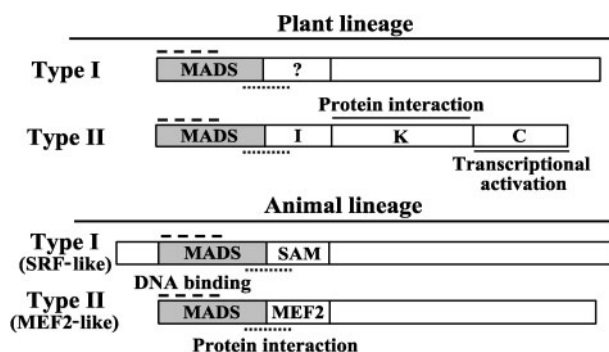 Plant lineage
Type I
MADS ?
Protein interaction
Type II
MADS I K C
Transcriptional
activation
Animal lineage
Type I
(SRF-like)
MADS SAM
DNA binding
Type II
(MEF2-like)
MADS MEF2
Protein interaction